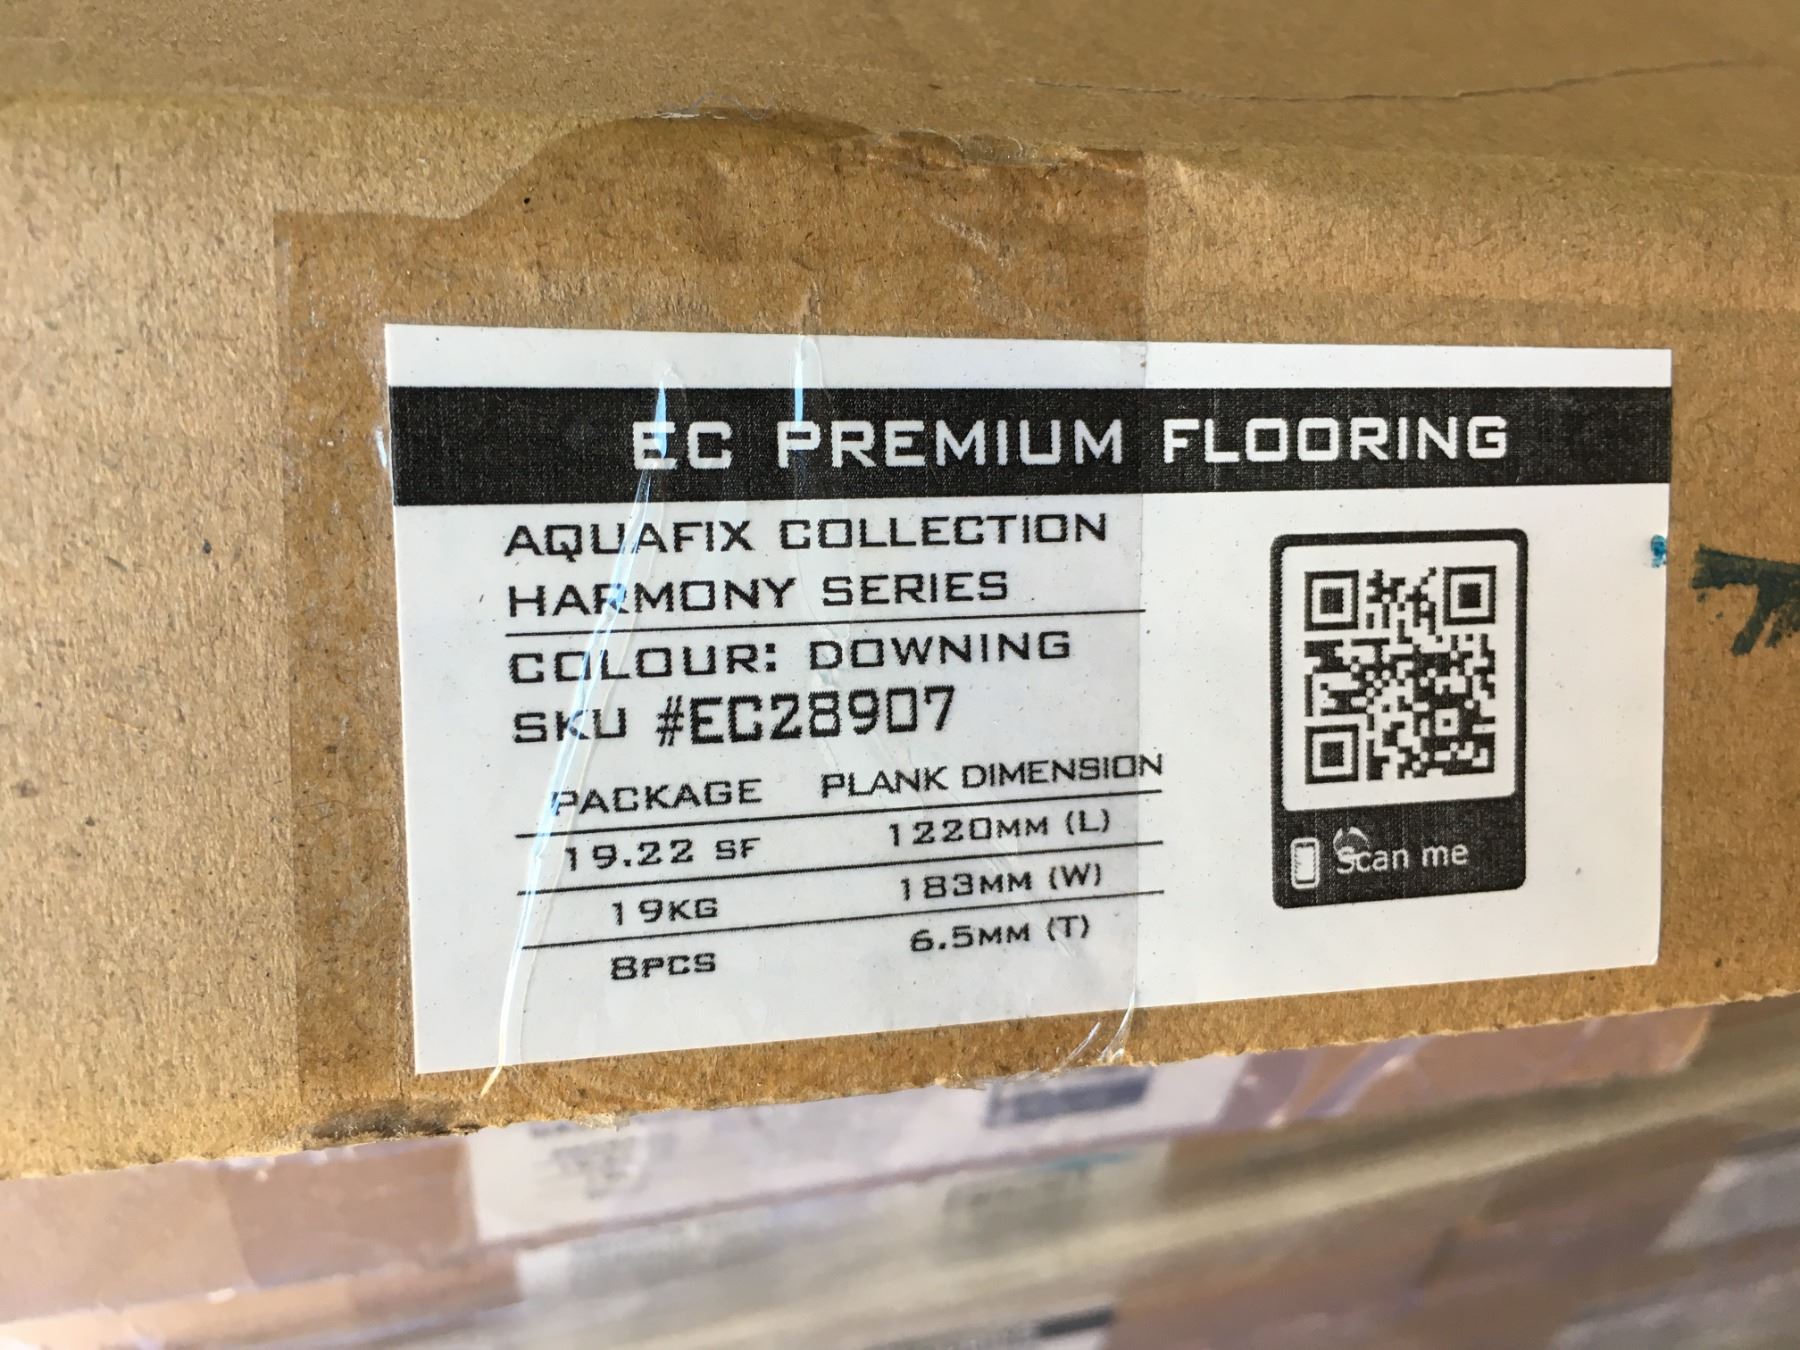 EC PREMIUM FLOORING
AQUAFIX COLLECTION
HARMONY SERIES
COLOUR: DOWNING
SKU #EC28907
PACKAGE PLANK DIMENSION
19.22 SF 1220MM (L)
19KG 183MM (W)
8PCS 6.5MM (T)
Scan me